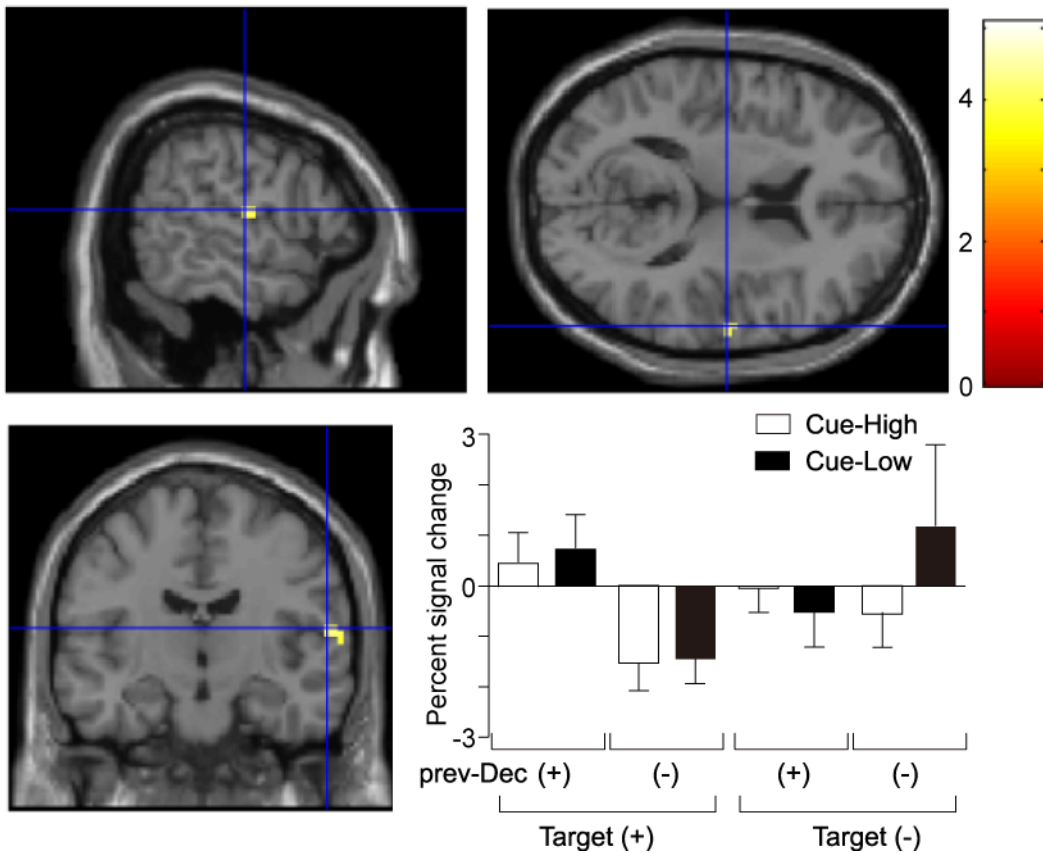 4
2
0
Cue-High
Cue-Low
3
0
-3
Percent signal change
prev-Dec (+) (-) (+) (-)
Target (+) Target (-)